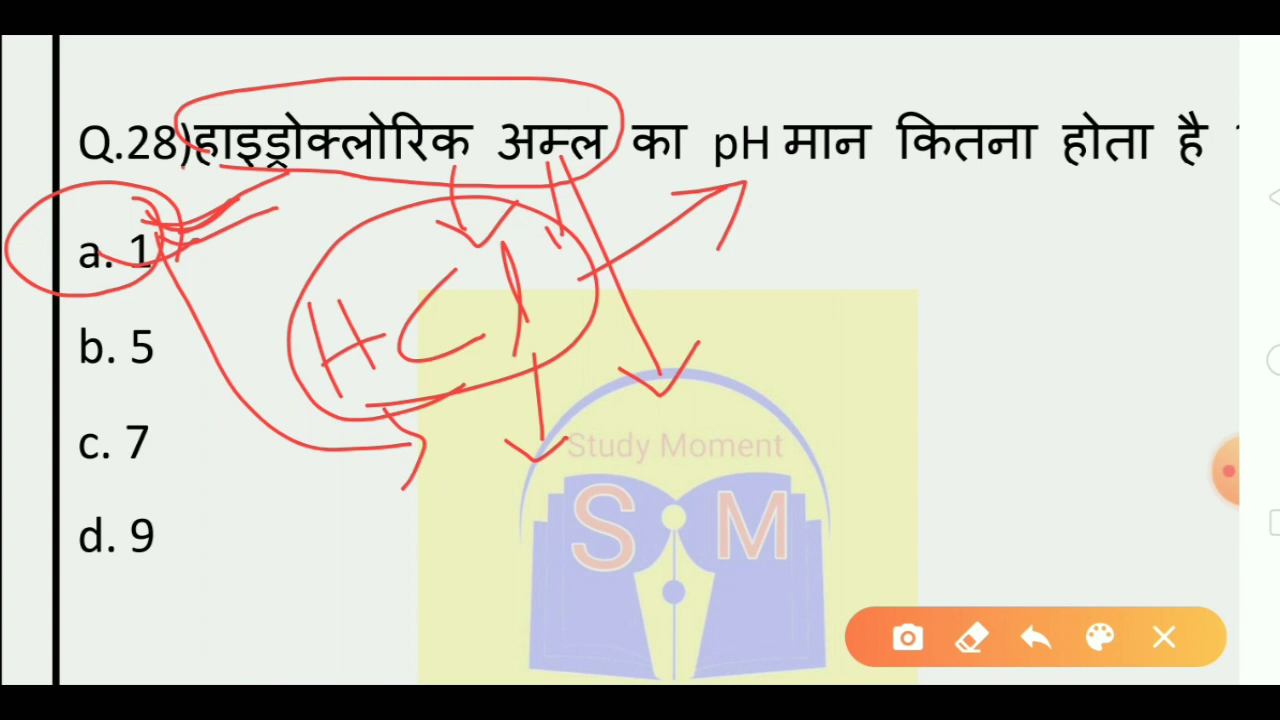 Q.28)हाइड्रोक्लोरिक अम्ल का pH मान कितना होता है
a. 1
HCl
b. 5
c. 7
Study Moment
S M
d. 9